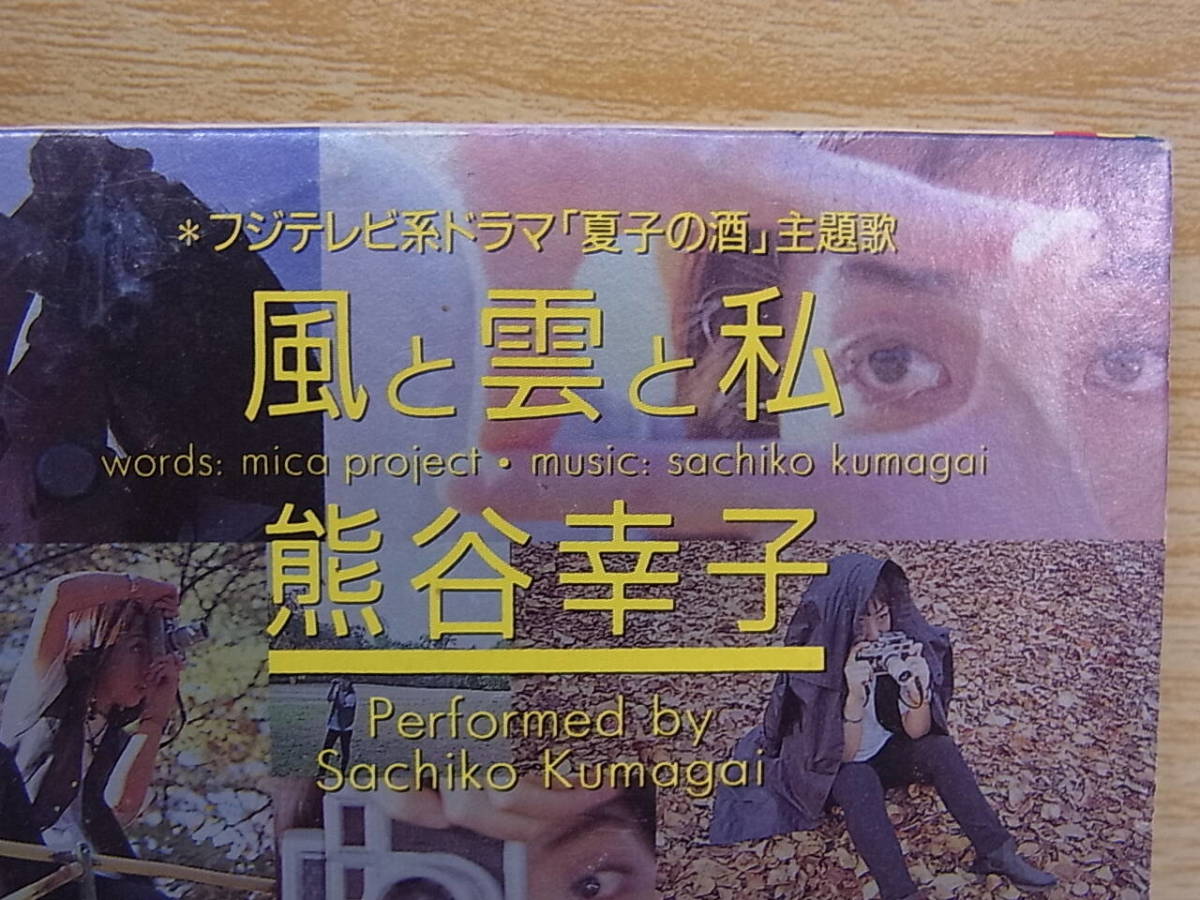 *フジテレビ系ドラマ「夏子の酒」主題歌
風と雲と私
words: mica project • music: sachiko kumagai
熊谷幸子
Performed by
Sachiko Kumagai